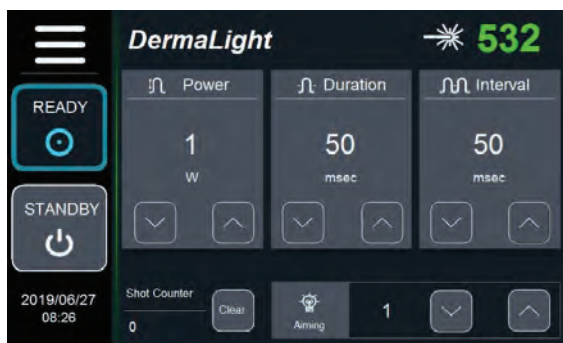 DermaLight
532
READY
STANDBY
2019/06/27
08:26
Power
1
W
Duration
50
msec
Interval
50
msec
Shot Counter
0
Clear
Aiming
1